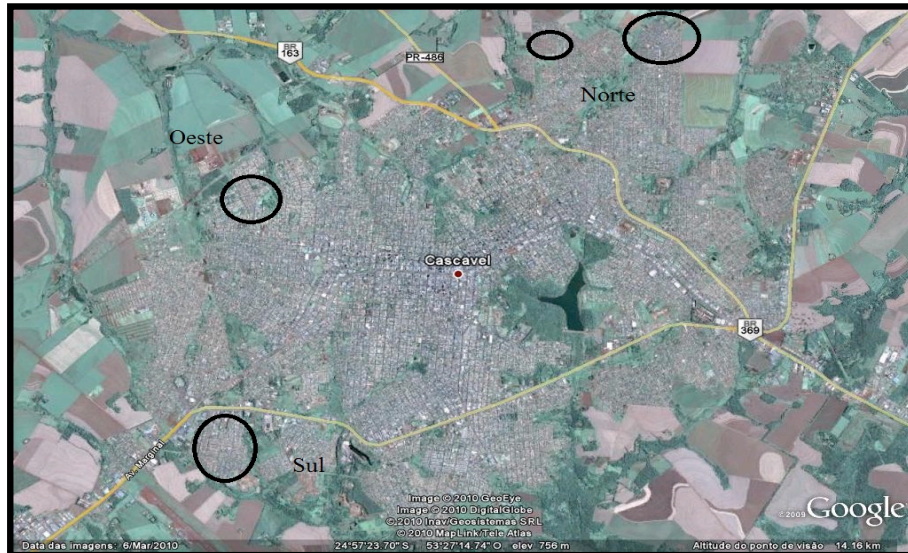 BR
163
PR-486
Norte
Oeste
Cascavel
BR
369
Av. Marginal
Sul
Image © 2010 GeoEye
Image © 2010 DigitalGlobe
© 2010 Inav/Geosistemas SRL
© 2010 MapLink/Tele Atlas
©2009 Google
Data das imagens: 6/Mar/2010 24°57'23.70" S 53°27'14.74" O elev 756 m Altitude do ponto de visão 14.16 km